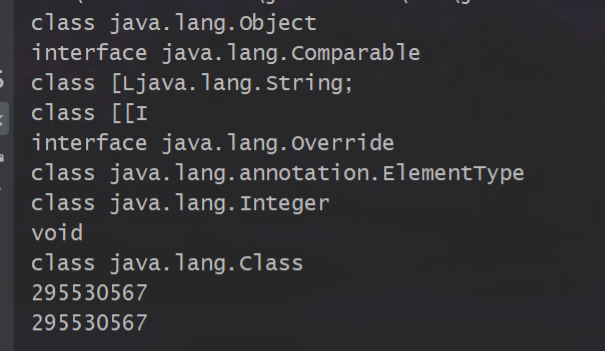 class java.lang.Object
interface java.lang.Comparable
class [Ljava.lang.String;
class [[I
interface java.lang.Override
class java.lang.annotation.ElementType
class java.lang.Integer
void
class java.lang.Class
295530567
295530567